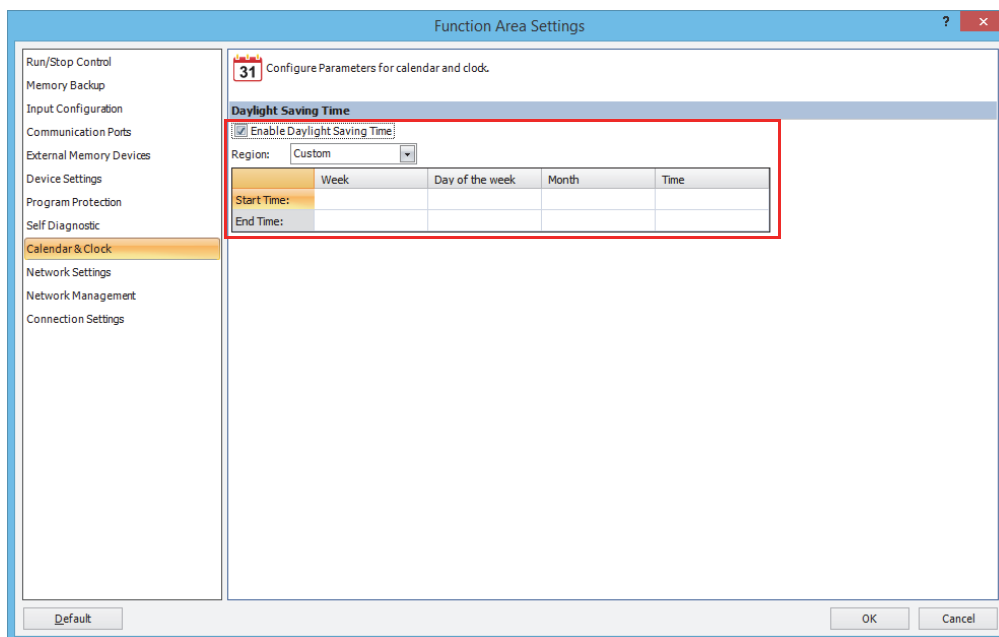 Function Area Settings
?
×
Run/Stop Control
Memory Backup
Input Configuration
Communication Ports
External Memory Devices
Device Settings
Program Protection
Self Diagnostic
Calendar & Clock
Network Settings
Network Management
Connection Settings
31 Configure Parameters for calendar and clock.
Daylight Saving Time
Enable Daylight Saving Time
Region: Custom
Week Day of the week Month Time
Start Time:
End Time:
Default OK Cancel